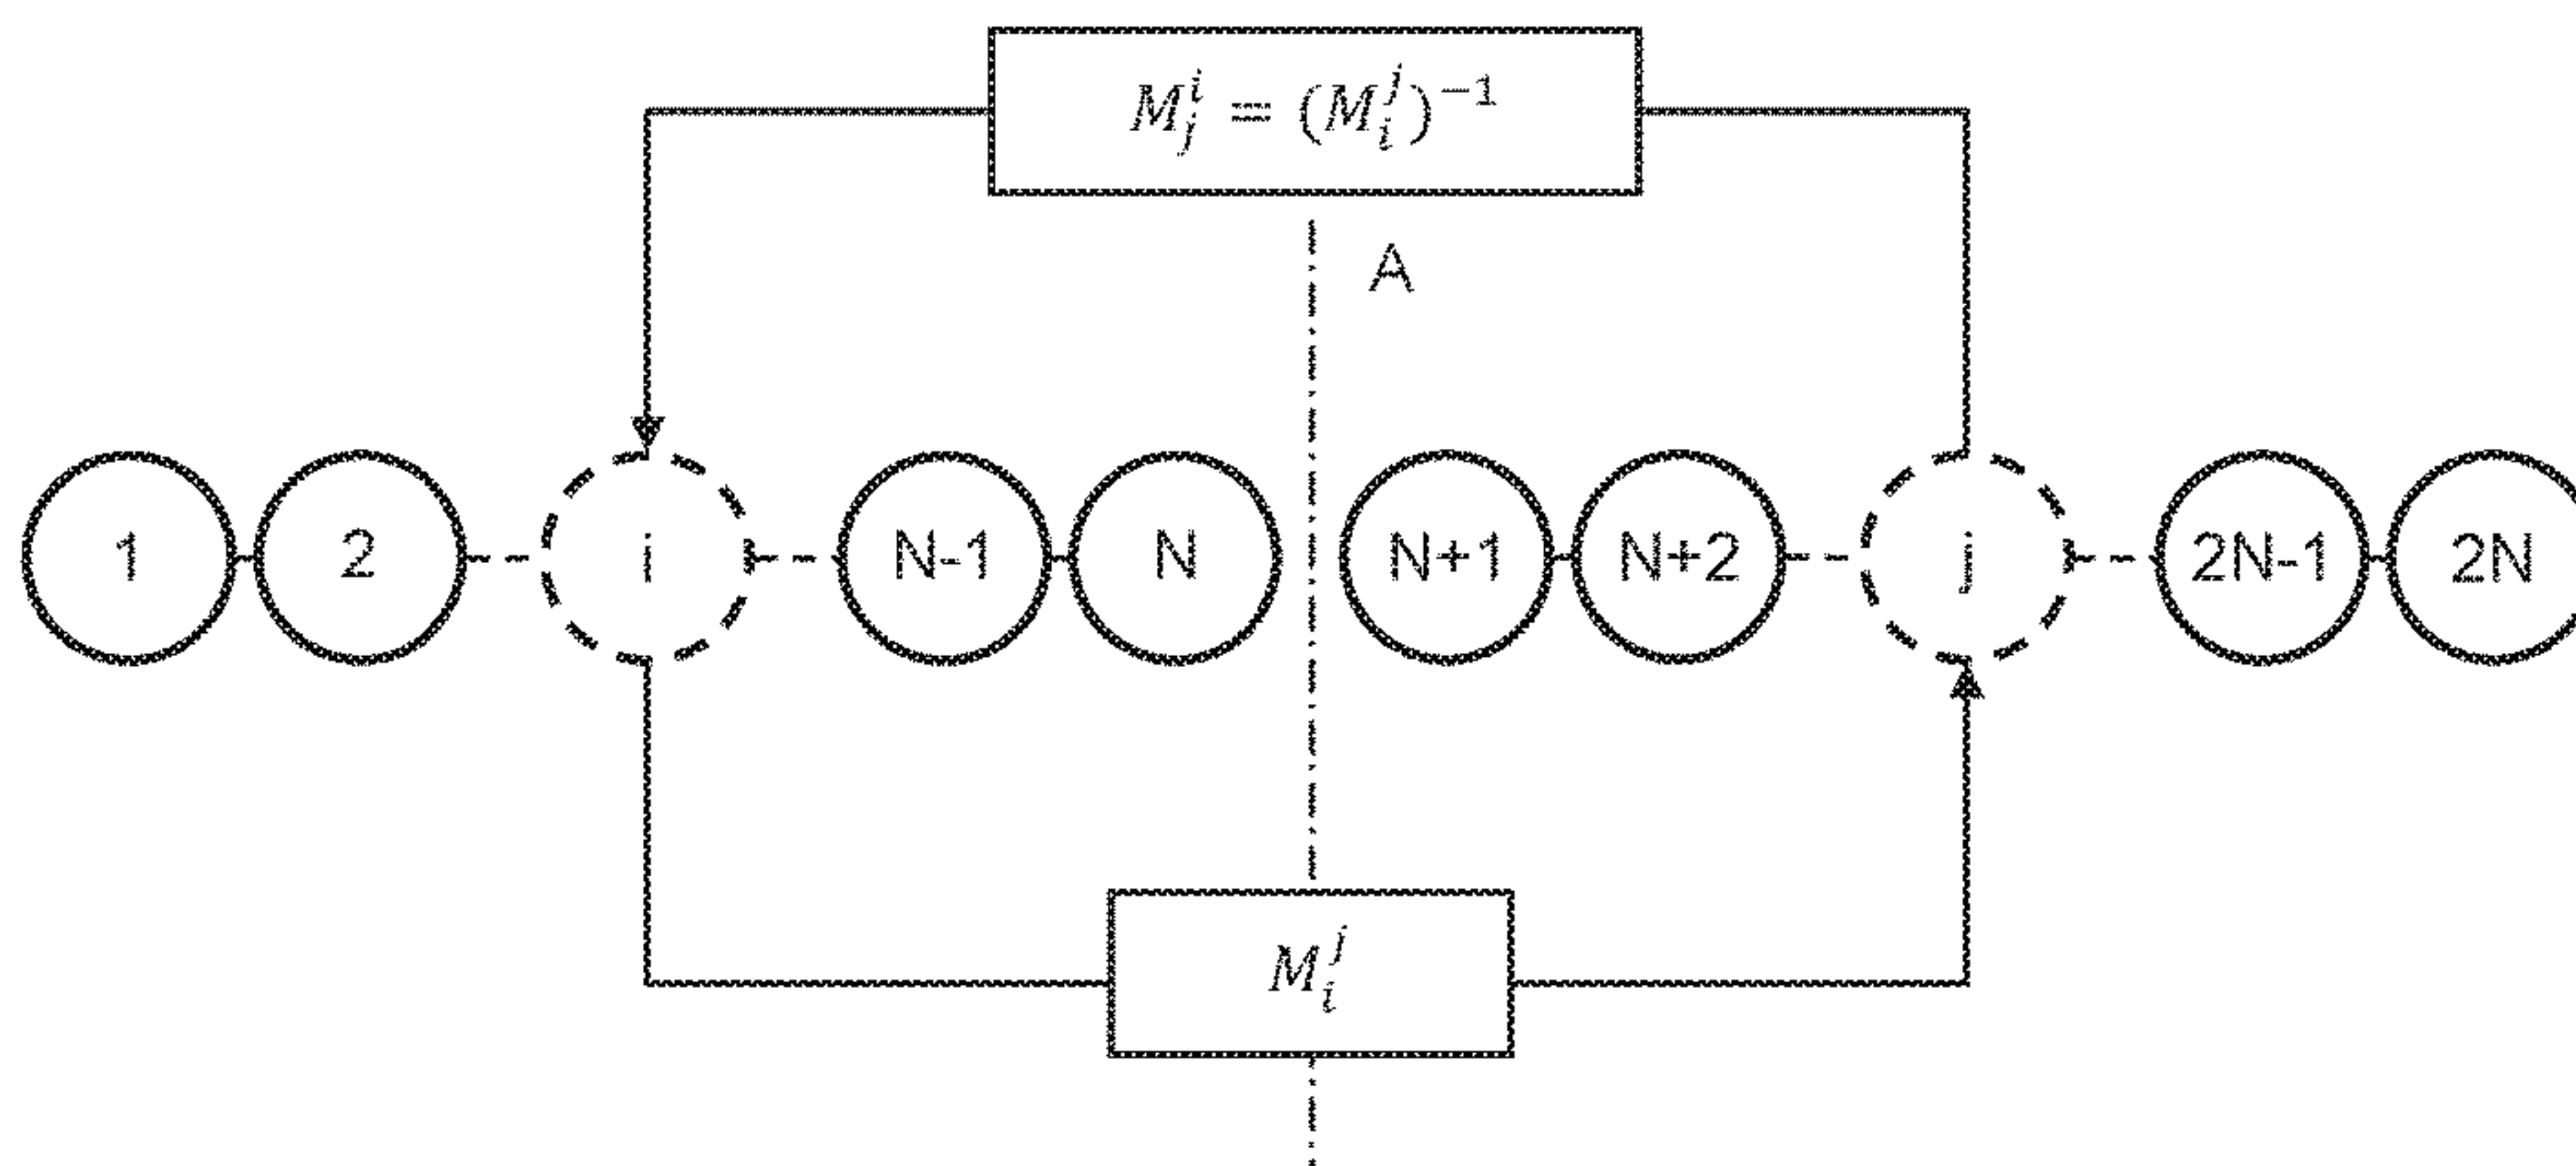 M_j^i = (M_i^j)^{-1}
A
1 2 i N-1 N N+1 N+2 j 2N-1 2N
M_i^j